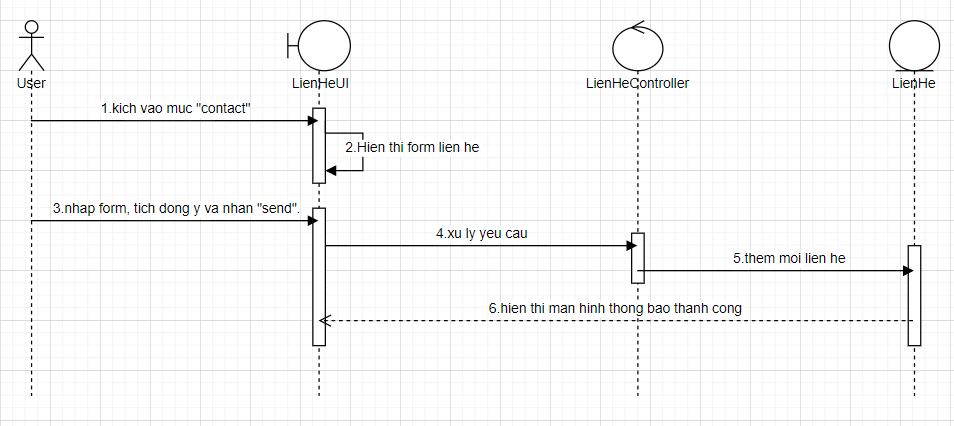 User
LienHeUI
LienHeController
LienHe
1.kich vao muc "contact"
2.Hien thi form lien he
3.nhap form, tich dong y va nhan "send".
4.xu ly yeu cau
5.them moi lien he
6.hien thi man hinh thong bao thanh cong